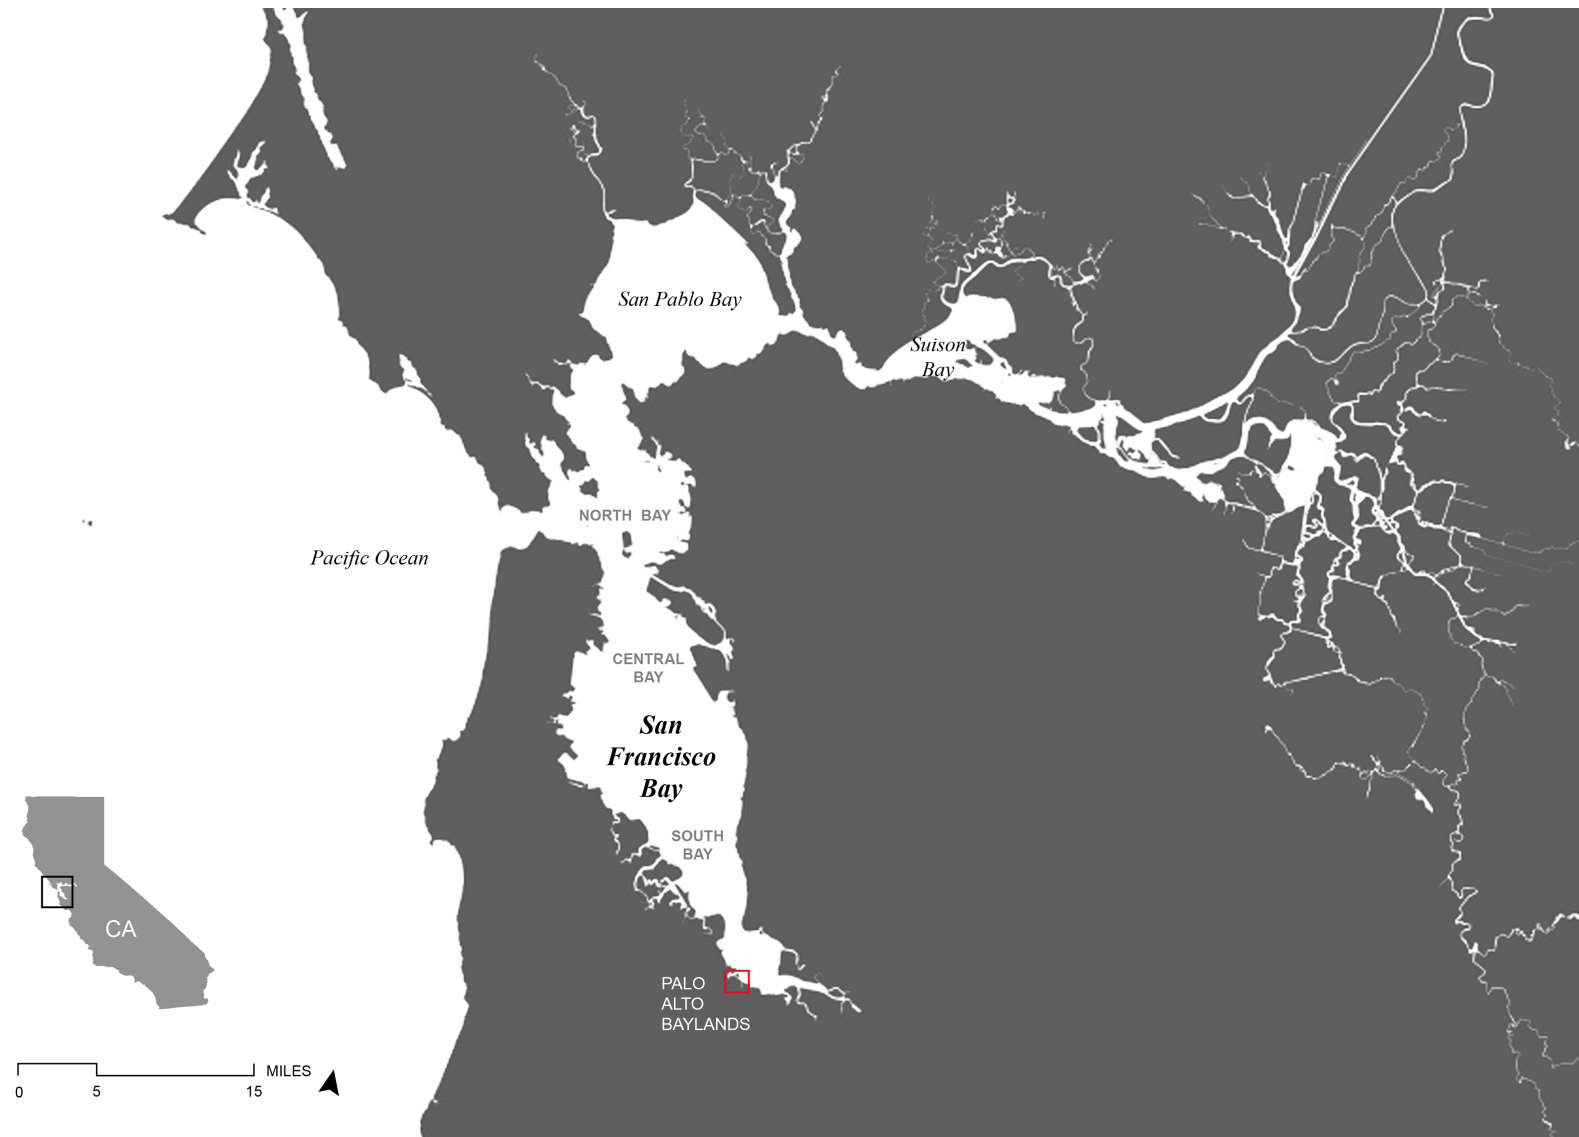 San Pablo Bay
Suison
Bay
NORTH BAY
Pacific Ocean
CENTRAL
BAY
San
Francisco
Bay
SOUTH
BAY
CA
PALO
ALTO
BAYLANDS
MILES
0 5 15